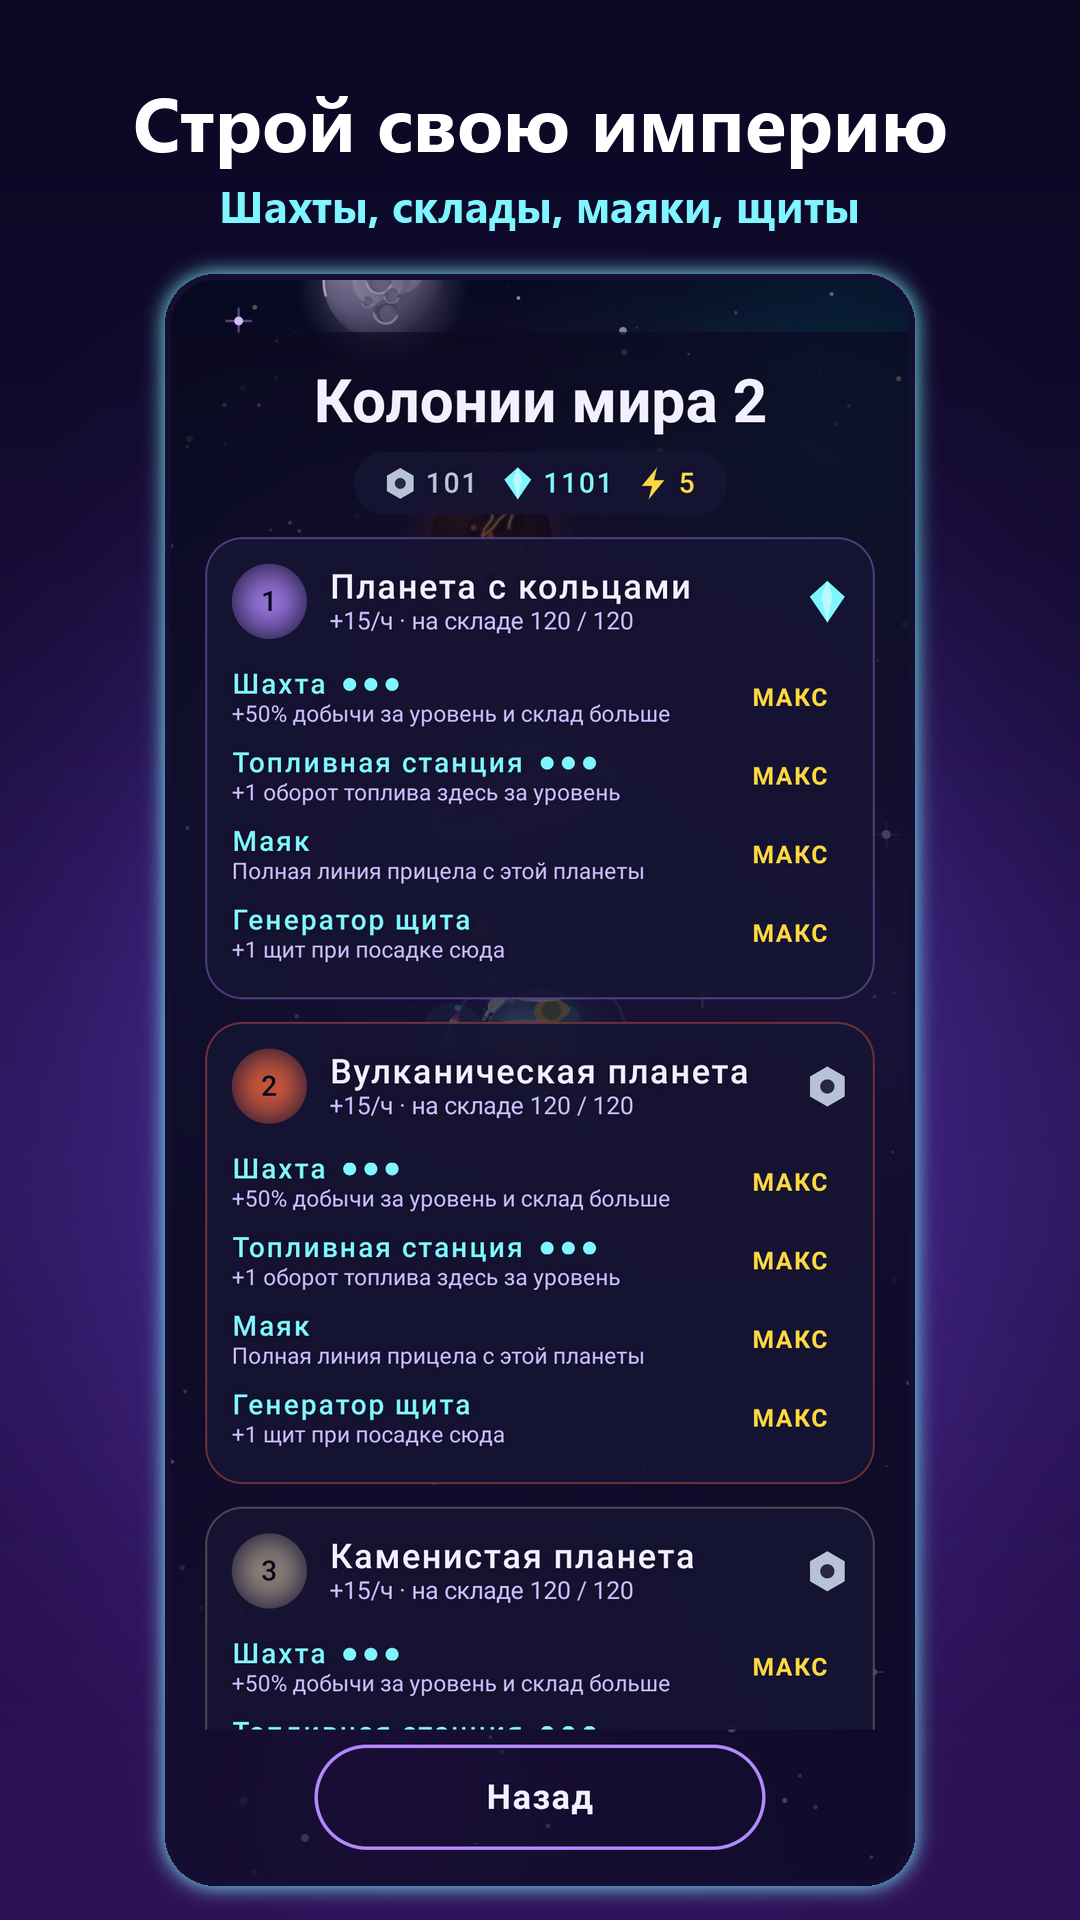 Строй свою империю
Шахты, склады, маяки, щиты
Колонии мира 2
101 1101 5
1 Планета с кольцами
+15/ч · на складе 120 / 120
Шахта
+50% добычи за уровень и склад больше
МАКС
Топливная станция
+1 оборот топлива здесь за уровень
МАКС
Маяк
Полная линия прицела с этой планеты
МАКС
Генератор щита
+1 щит при посадке сюда
МАКС
2 Вулканическая планета
+15/ч · на складе 120 / 120
Шахта
+50% добычи за уровень и склад больше
МАКС
Топливная станция
+1 оборот топлива здесь за уровень
МАКС
Маяк
Полная линия прицела с этой планеты
МАКС
Генератор щита
+1 щит при посадке сюда
МАКС
3 Каменистая планета
+15/ч · на складе 120 / 120
Шахта
+50% добычи за уровень и склад больше
МАКС
Топливная станция
Назад